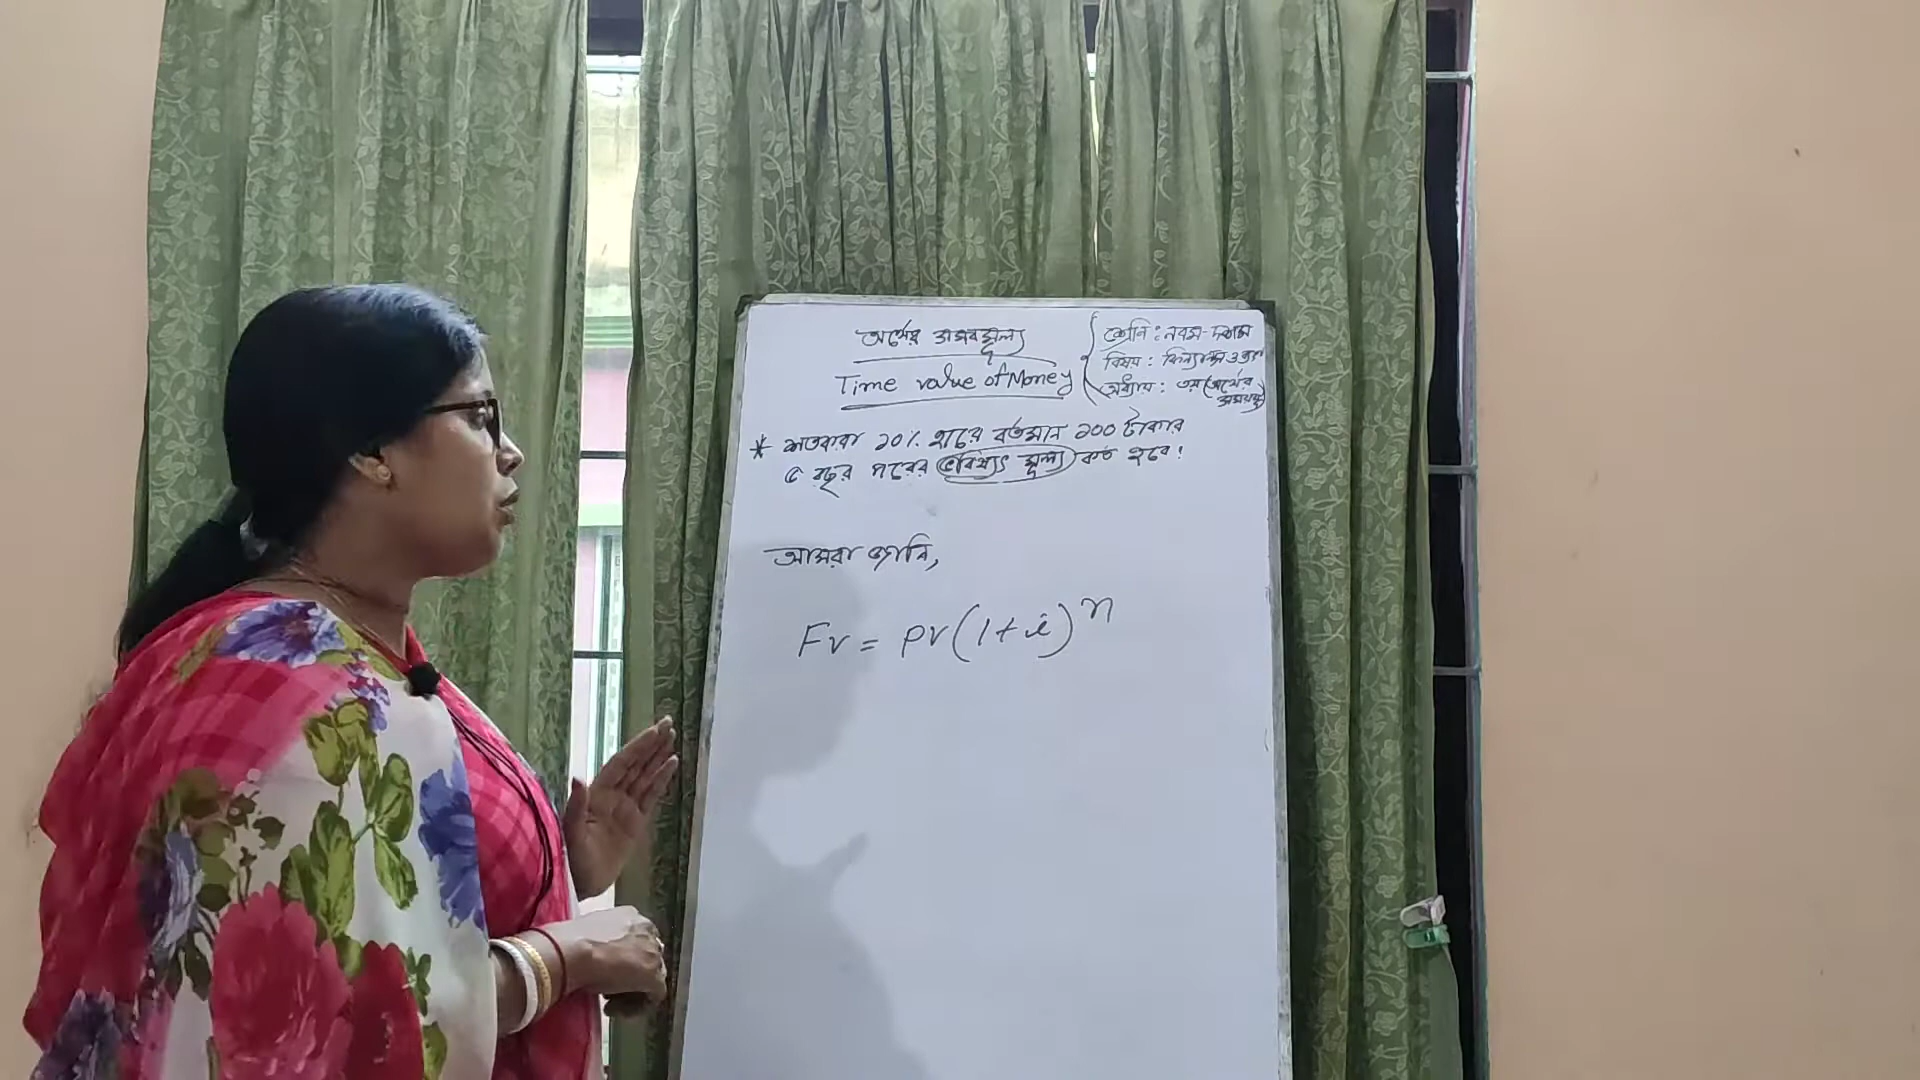 অর্থের সময়মূল্য
Time value of Money
শ্রেণি: নবম-দশম
বিষয়: ফিন্যান্স ও
অধ্যায়: ৩য় (অর্থের
সময়মূল্য)
* শতকরা ১০% হারে বর্তমান ১০০ টাকার
৫ বছর পরের ভবিষ্যৎ মূল্য কত হবে?
আমরা জানি,
FV = PV(1+i)^n